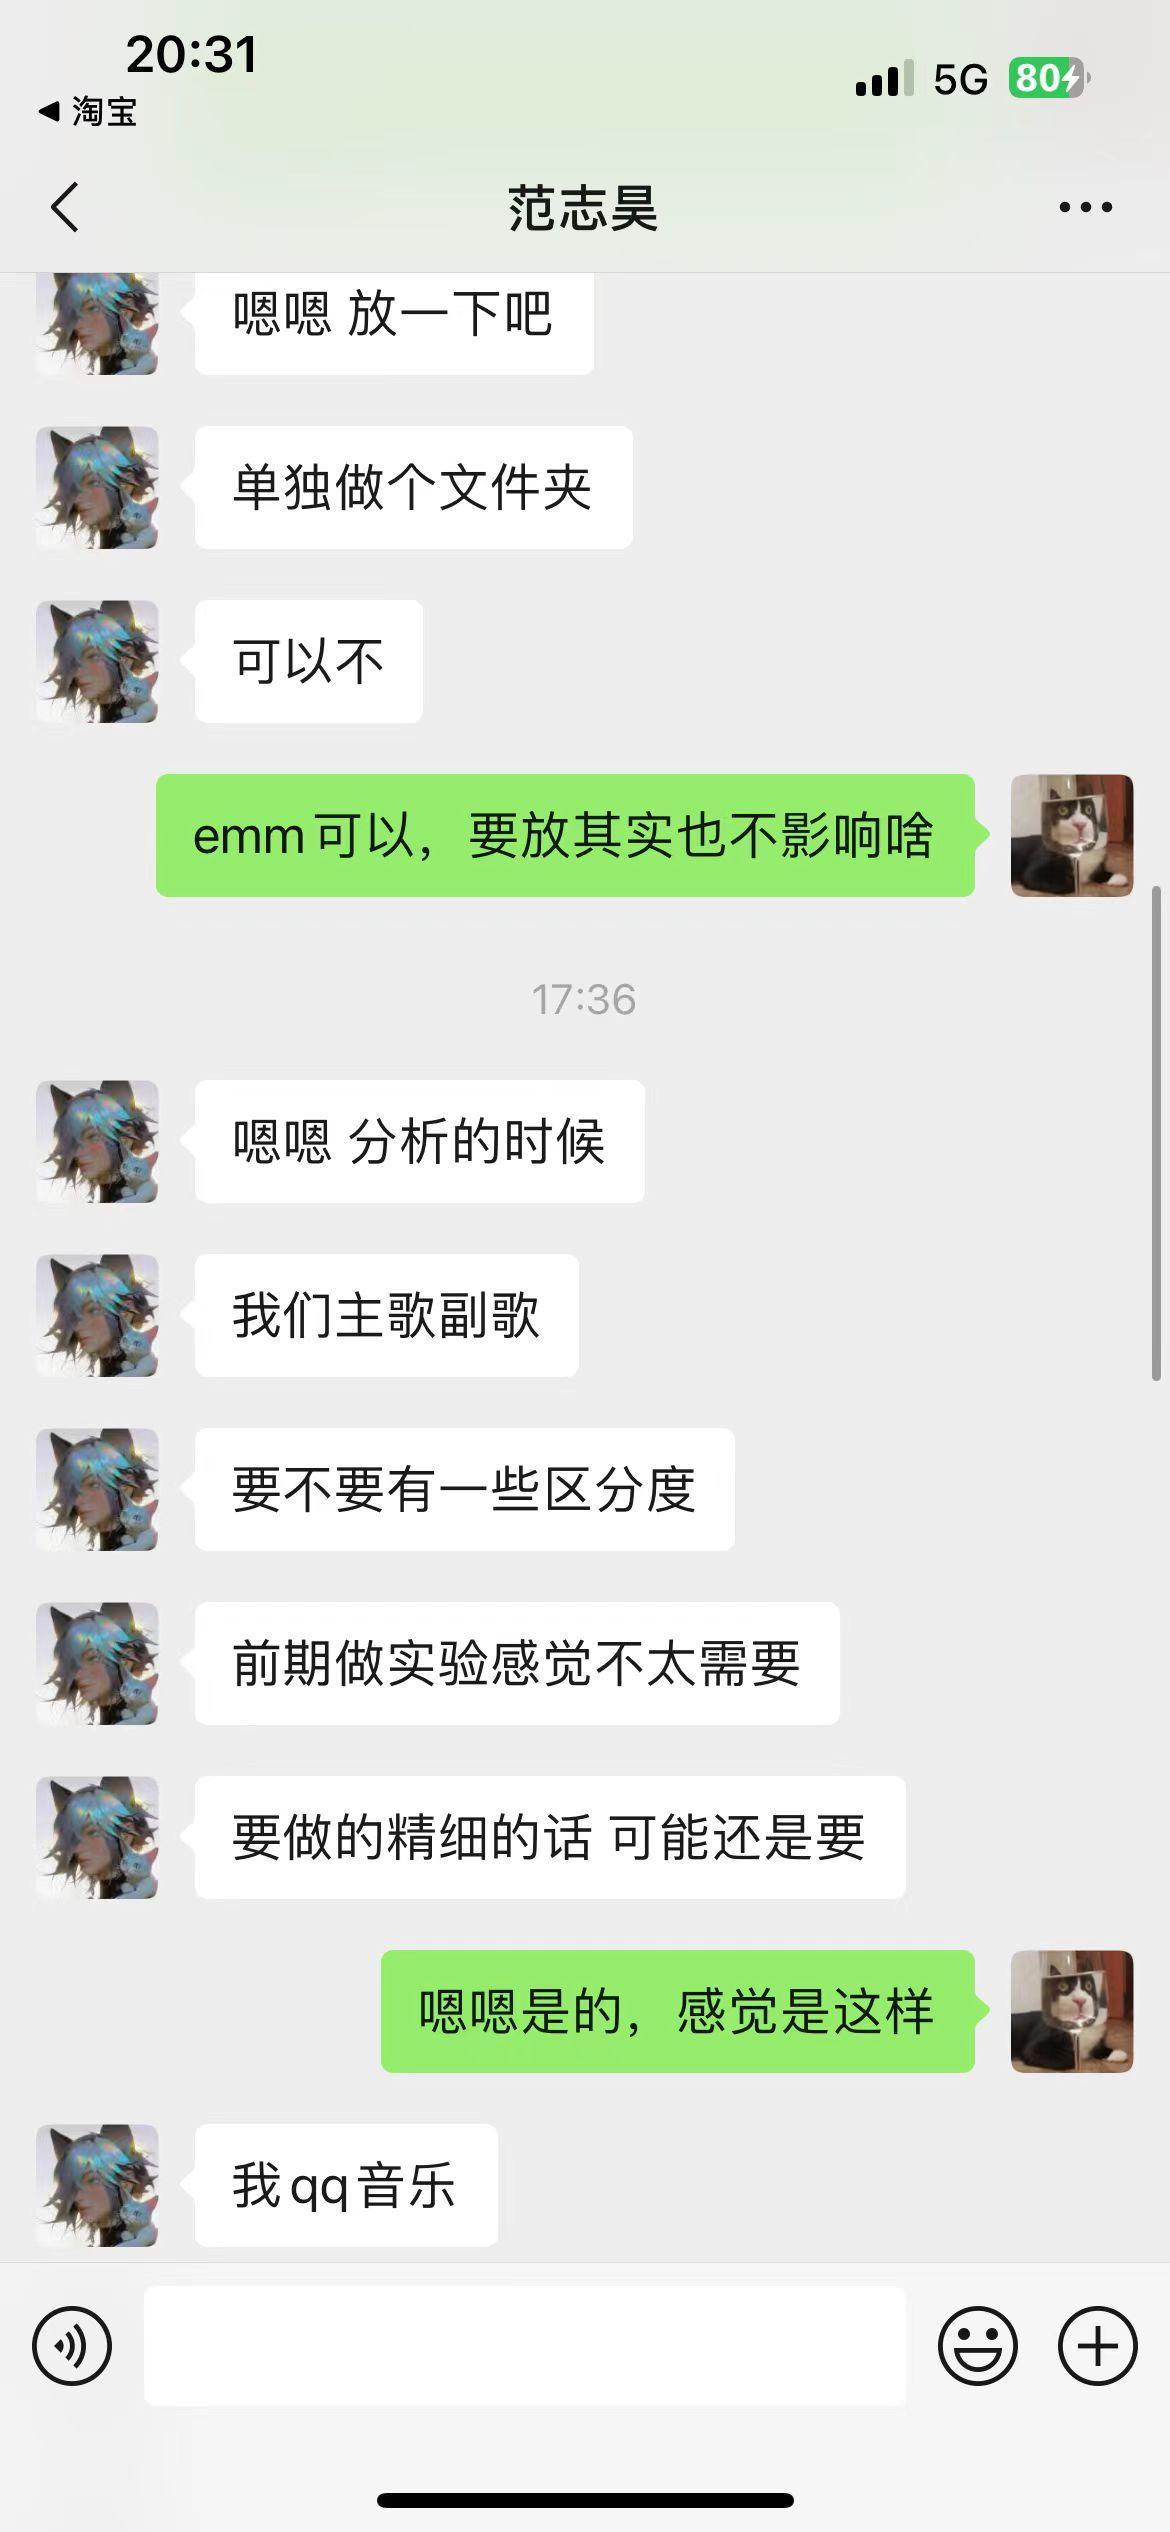 20:31
5G
80
淘宝
范志昊
嗯嗯 放一下吧
单独做个文件夹
可以不
emm可以，要放其实也不影响啥
17:36
嗯嗯 分析的时候
我们主歌副歌
要不要有一些区分度
前期做实验感觉不太需要
要做的精细的话 可能还是要
嗯嗯是的，感觉是这样
我qq音乐